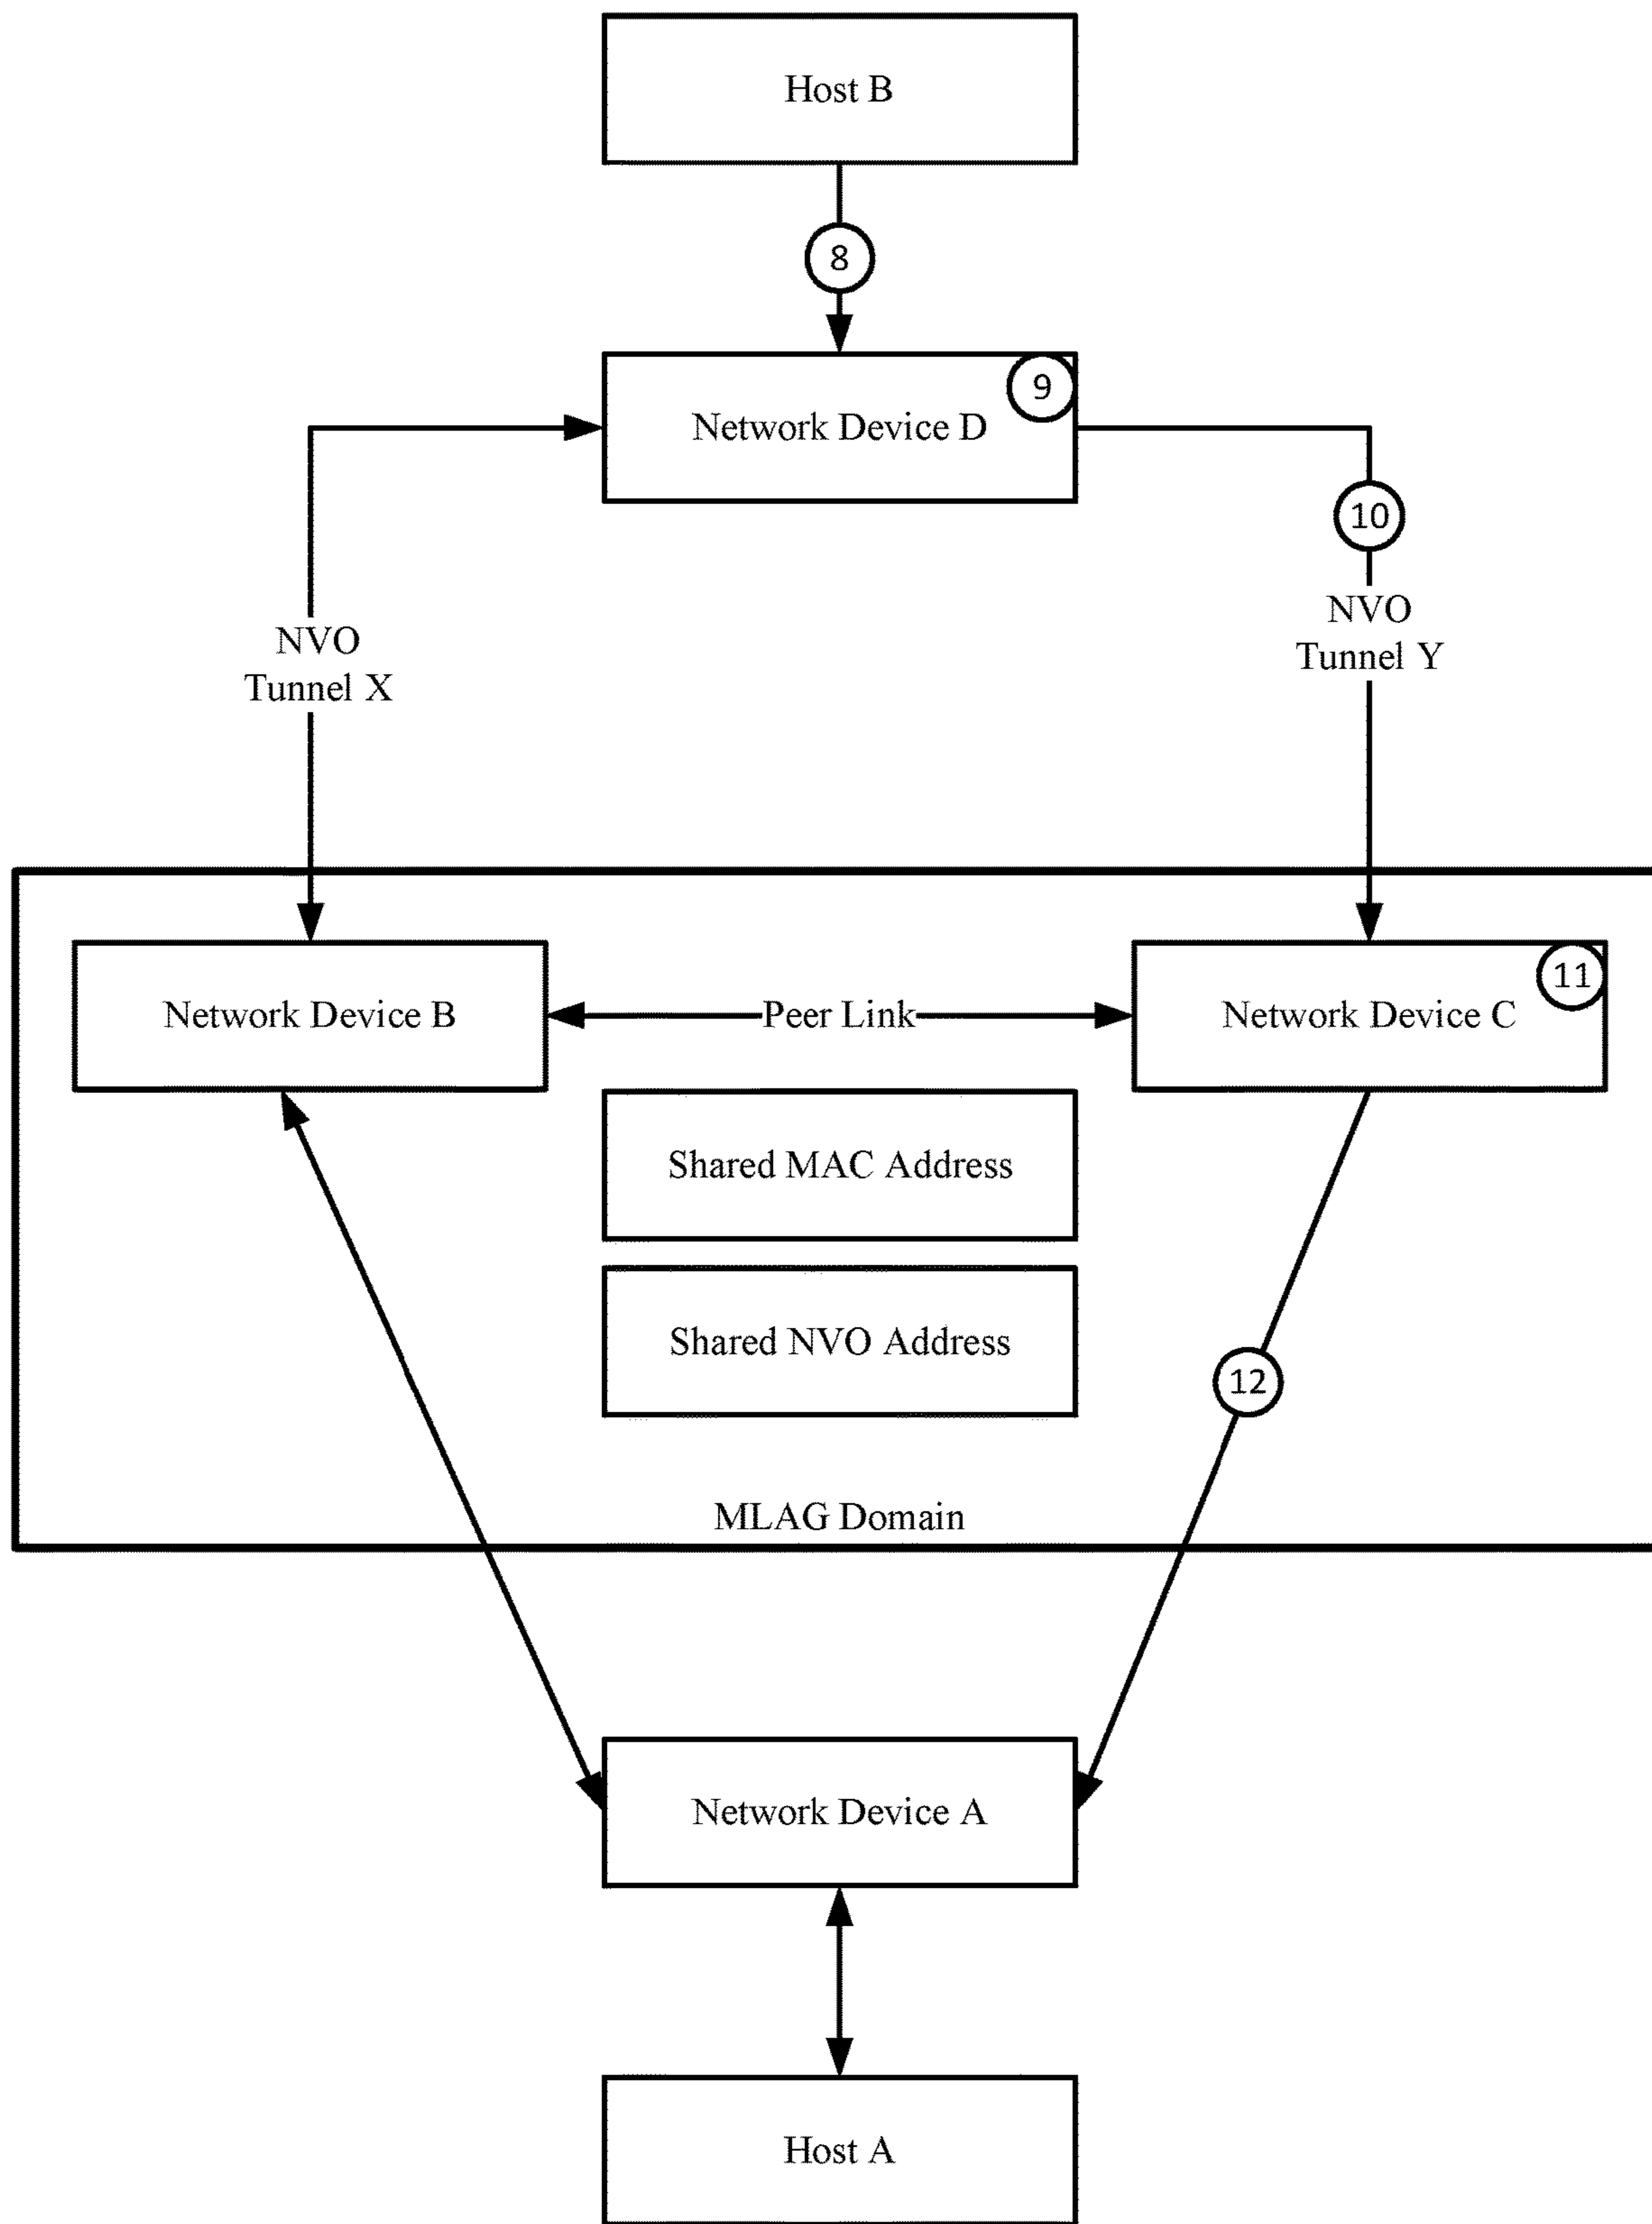 Host B
8
9
Network Device D
10
NVO
Tunnel X
NVO
Tunnel Y
11
Network Device B
Peer Link
Network Device C
Shared MAC Address
Shared NVO Address
12
MLAG Domain
Network Device A
Host A